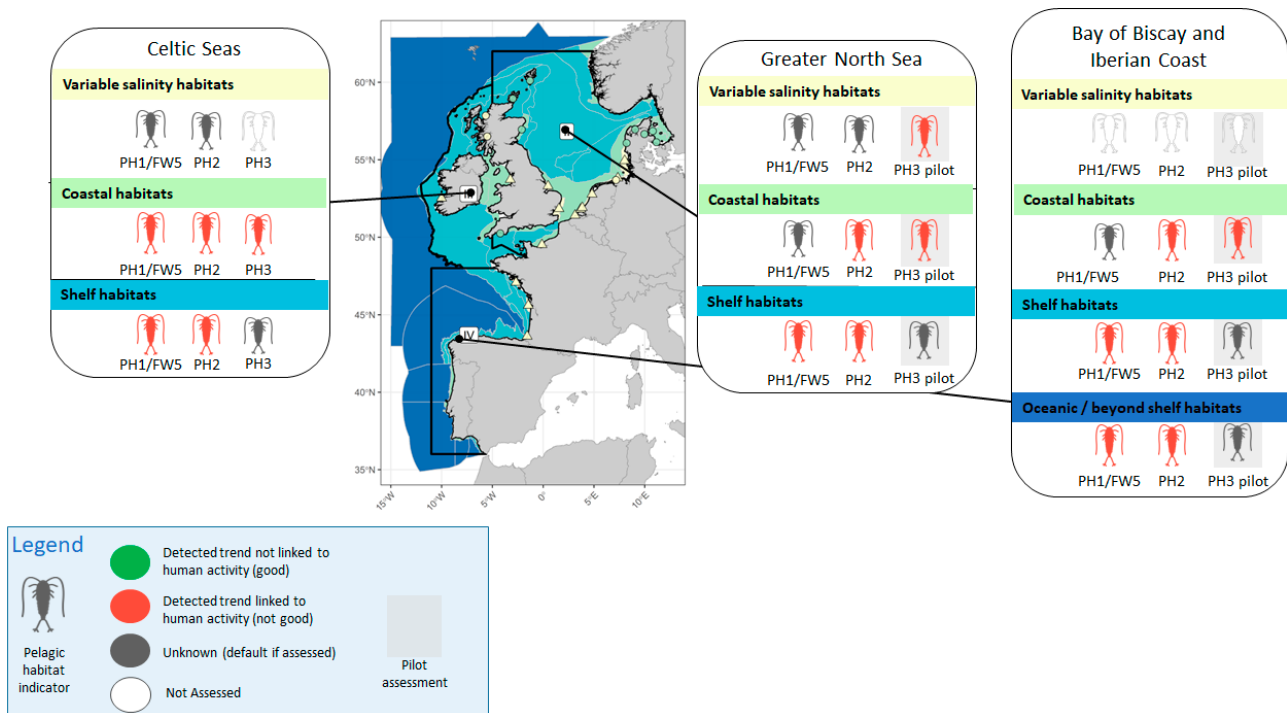 Celtic Seas
Variable salinity habitats
PH1/FW5 PH2 PH3
Coastal habitats
PH1/FW5 PH2 PH3
Shelf habitats
PH1/FW5 PH2 PH3
60°N
55°N
50°N
45°N
40°N
35°N
15°W 10°W 5°W 0° 5°E 10°E
IV
Greater North Sea
Variable salinity habitats
PH1/FW5 PH2 PH3 pilot
Coastal habitats
PH1/FW5 PH2 PH3 pilot
Shelf habitats
PH1/FW5 PH2 PH3 pilot
Bay of Biscay and
Iberian Coast
Variable salinity habitats
PH1/FW5 PH2 PH3 pilot
Coastal habitats
PH1/FW5 PH2 PH3 pilot
Shelf habitats
PH1/FW5 PH2 PH3 pilot
Oceanic / beyond shelf habitats
PH1/FW5 PH2 PH3 pilot
Legend
Pelagic
habitat
indicator
Detected trend not linked to
human activity (good)
Detected trend linked to
human activity (not good)
Unknown (default if assessed)
Not Assessed
Pilot
assessment